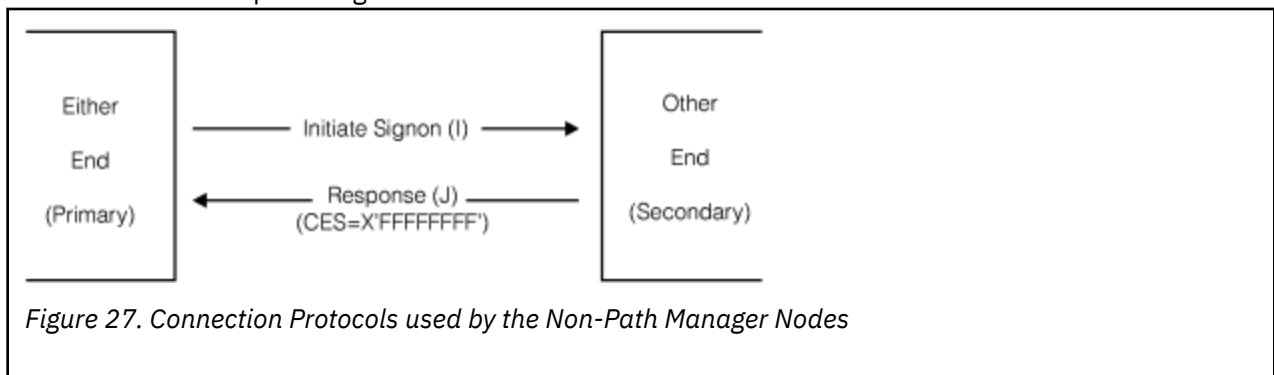 Either
End
(Primary)
Initiate Signon (I)
Response (J)
(CES=X'FFFFFFFF')
Other
End
(Secondary)
Figure 27. Connection Protocols used by the Non-Path Manager Nodes